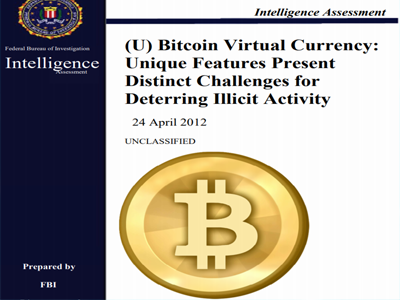 Intelligence Assessment
Federal Bureau of Investigation
Intelligence
Assessment
(U) Bitcoin Virtual Currency:
Unique Features Present
Distinct Challenges for
Deterring Illicit Activity
24 April 2012
UNCLASSIFIED
Prepared by
FBI